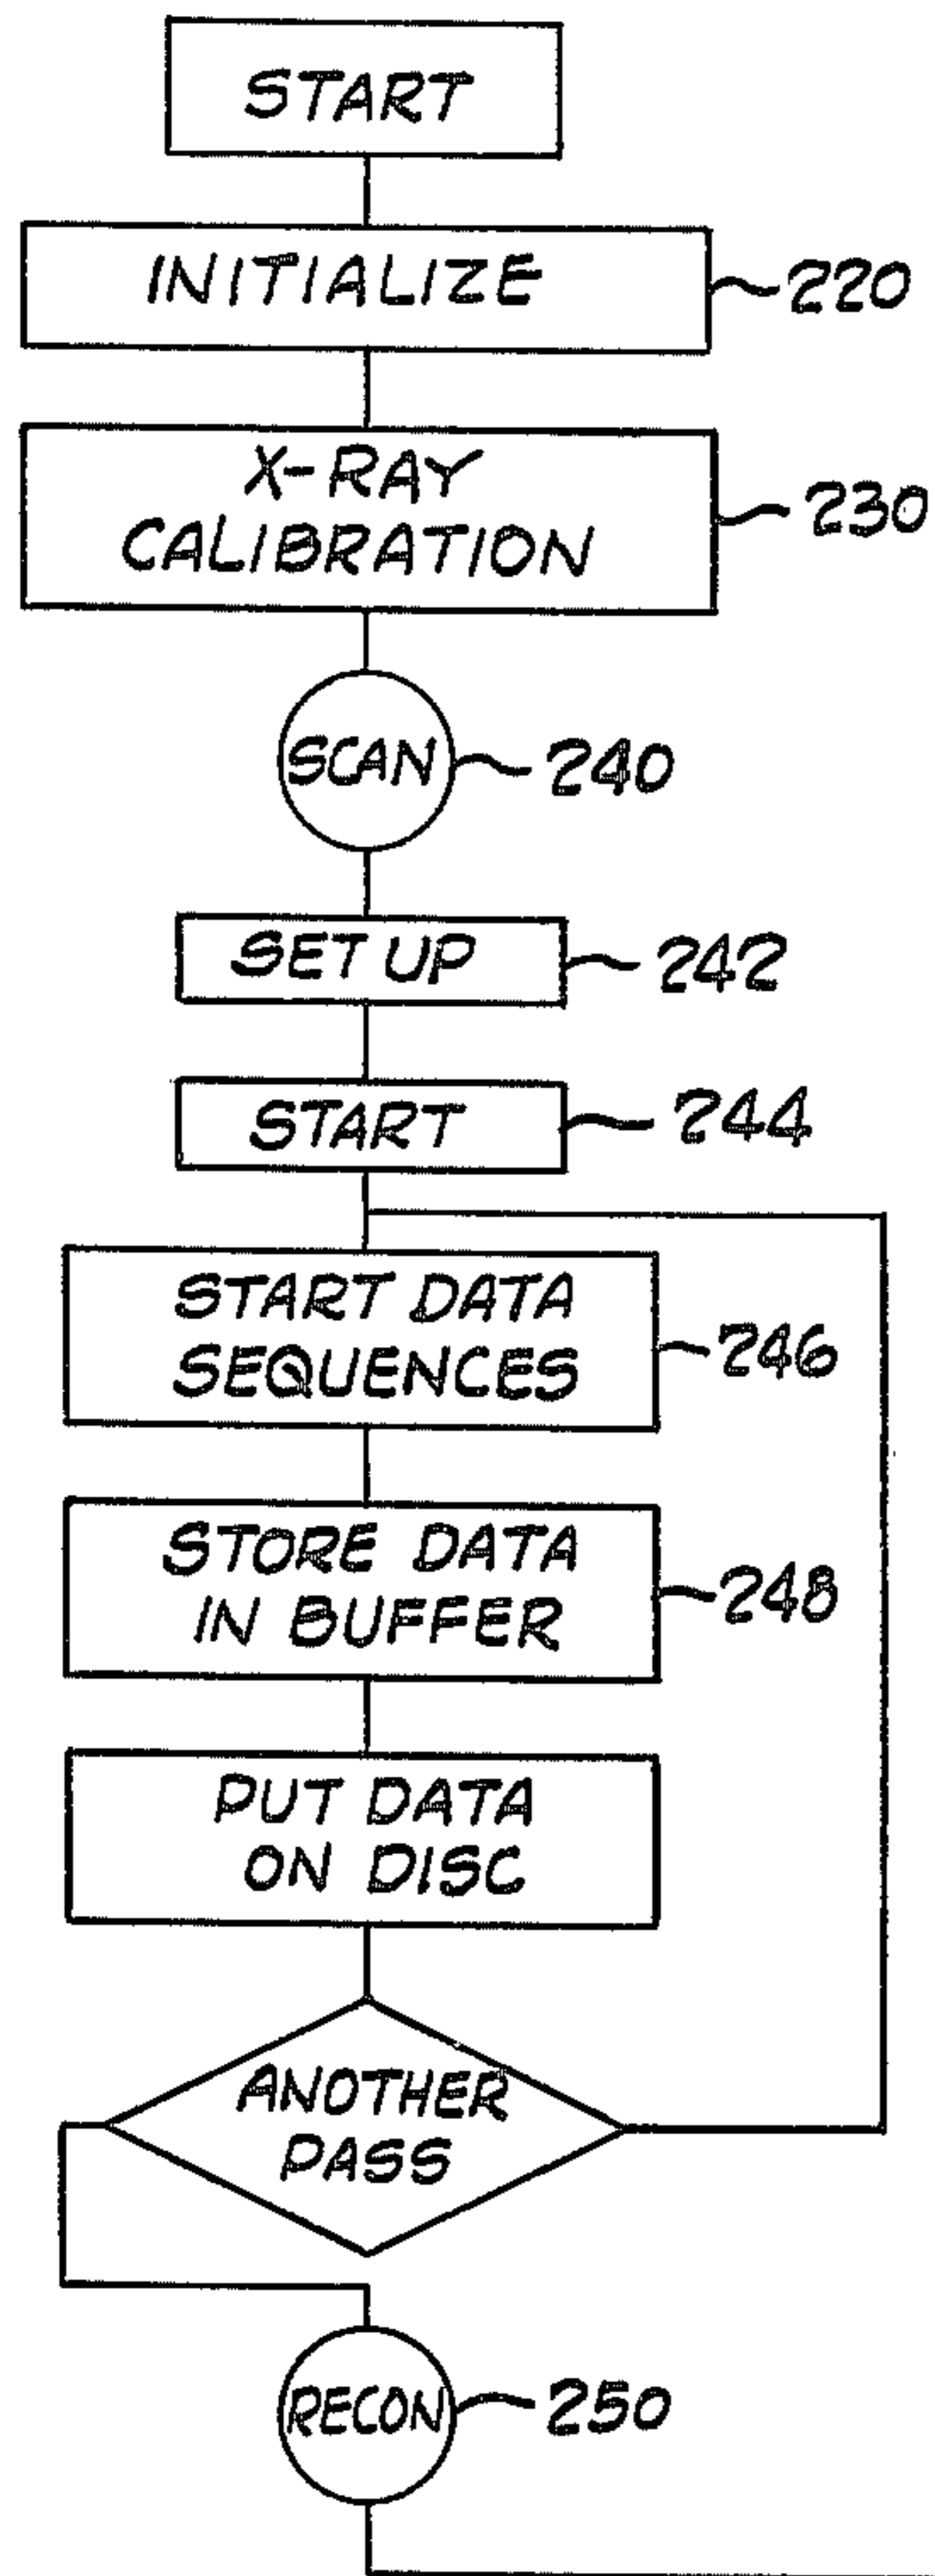 START
INITIALIZE
220
X-RAY
CALIBRATION
230
SCAN
240
SET UP
242
START
244
START DATA
SEQUENCES
246
STORE DATA
IN BUFFER
248
PUT DATA
ON DISC
ANOTHER
PASS
RECON
250